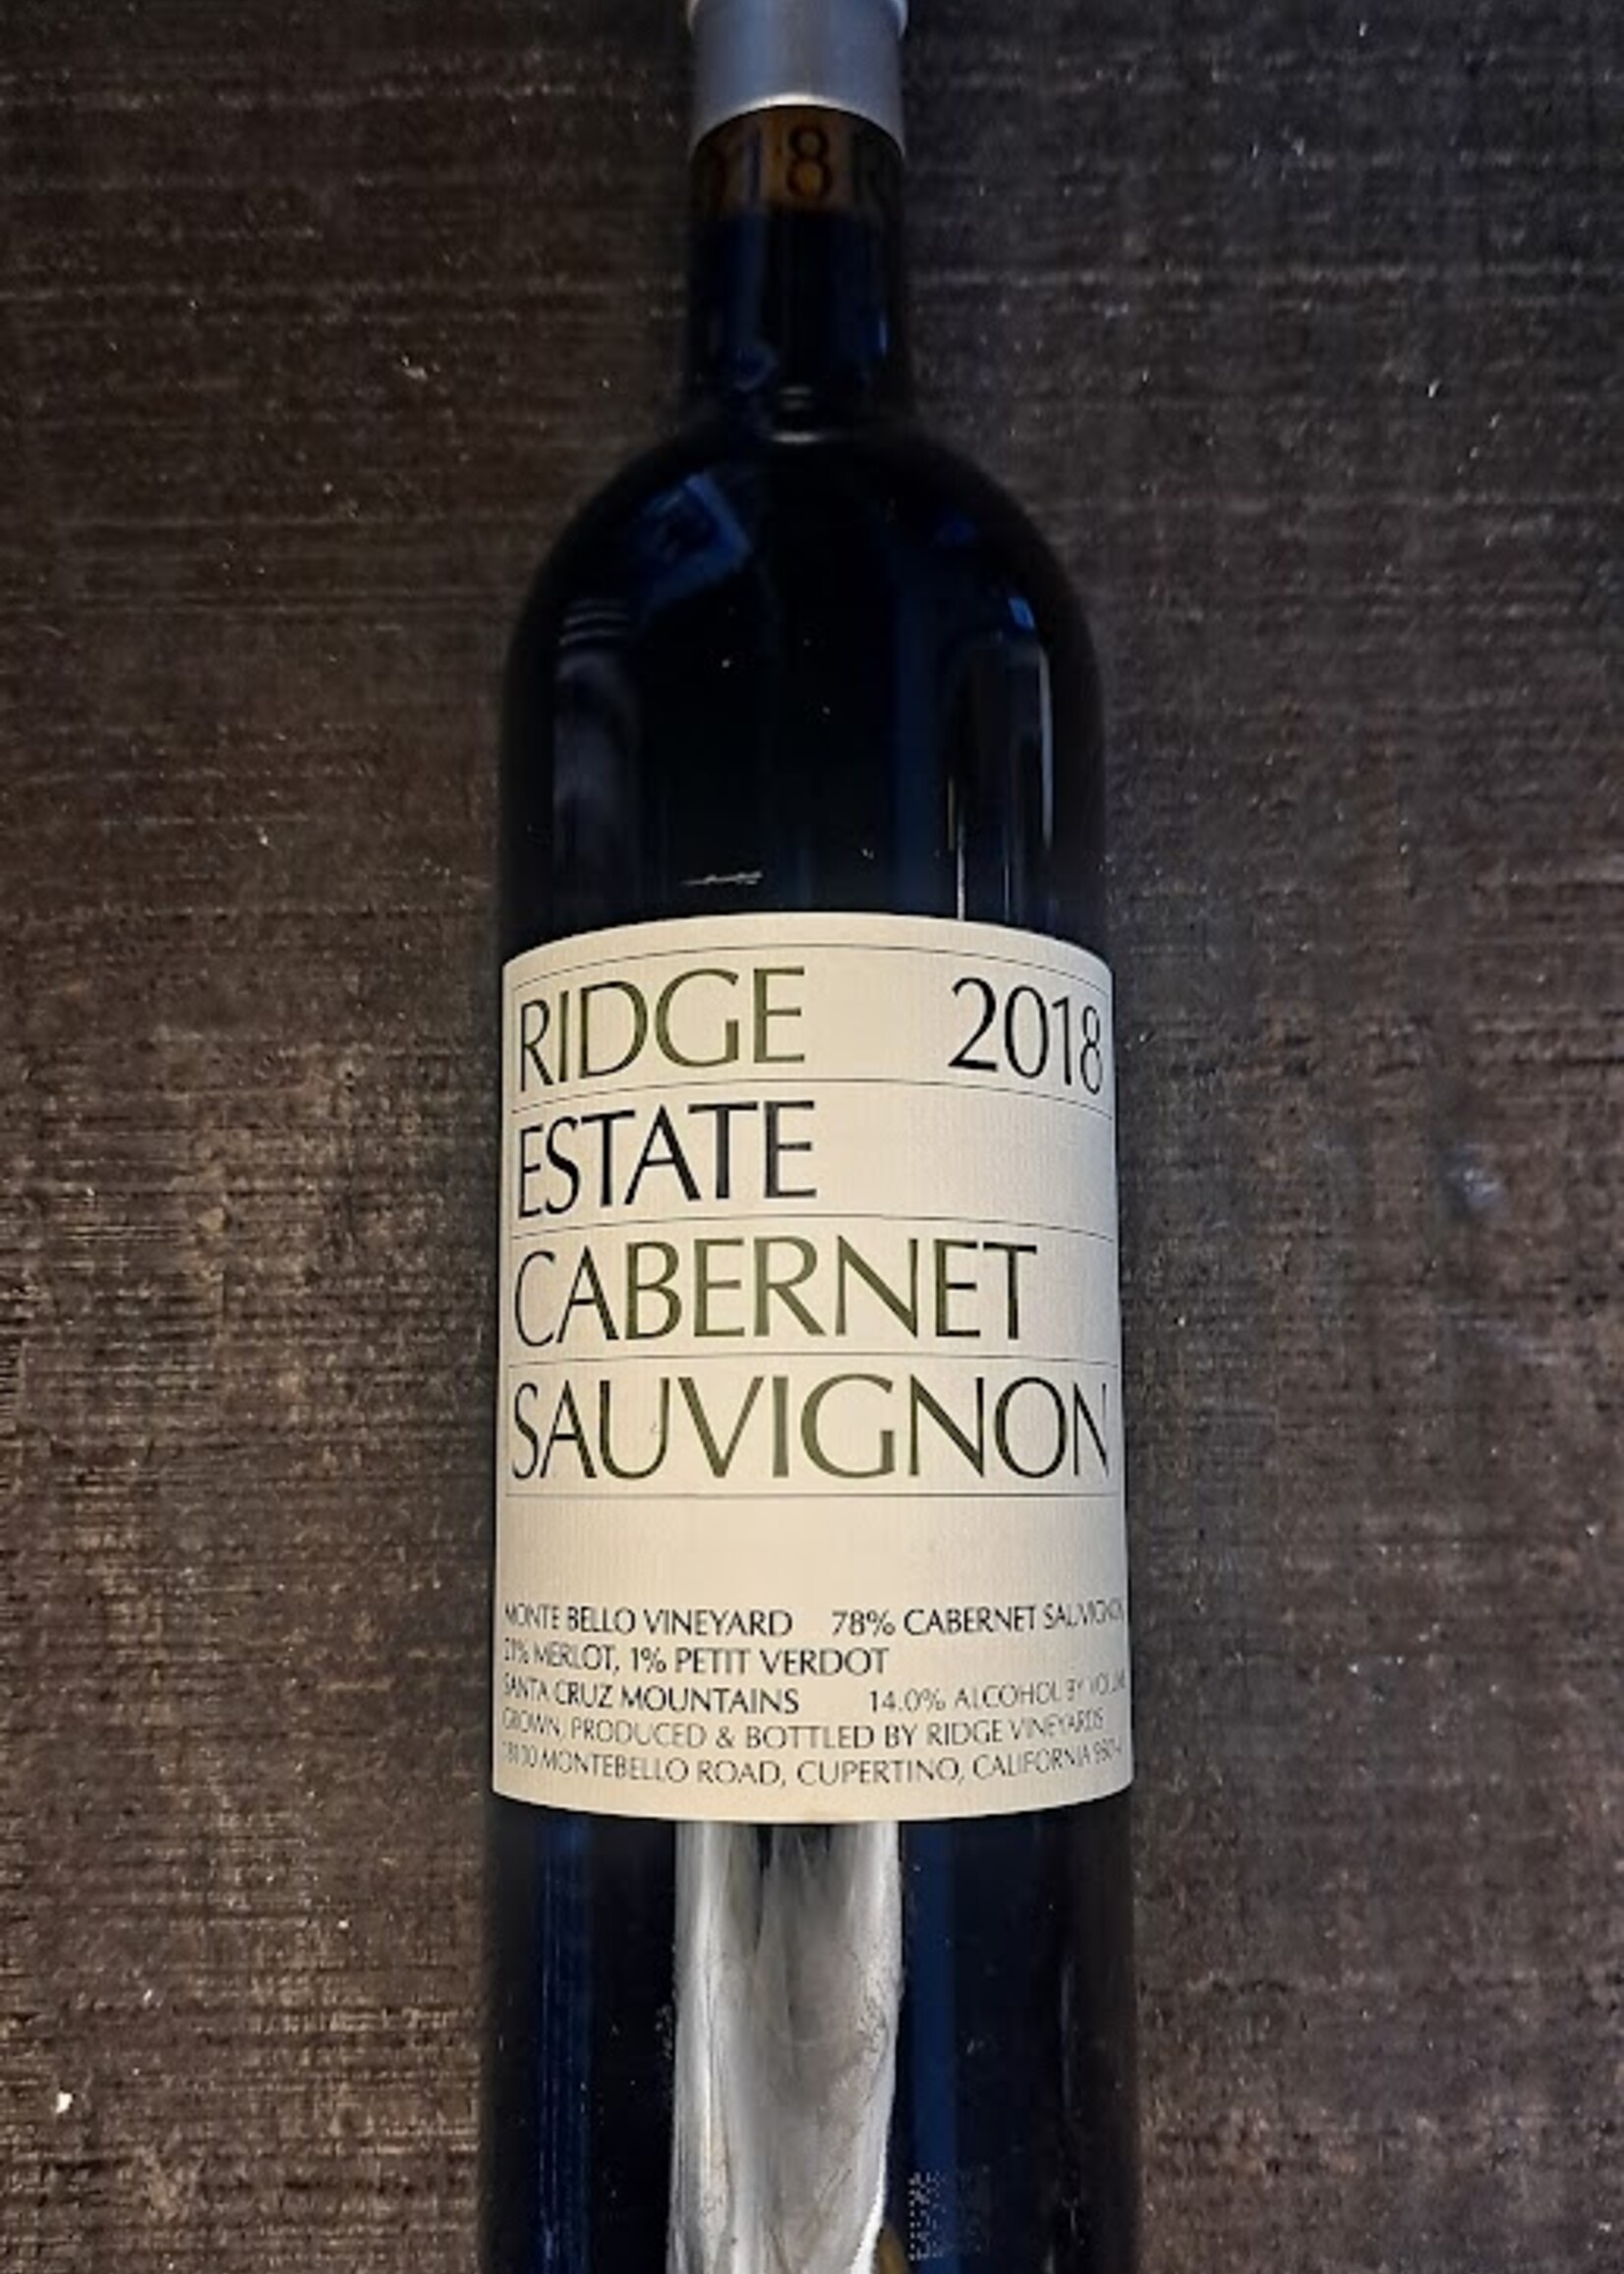 8
RIDGE 2018
ESTATE
CABERNET
SAUVIGNON
MONTE BELLO VINEYARD 78% CABERNET SAUVIGNON
21% MERLOT, 1% PETIT VERDOT
SANTA CRUZ MOUNTAINS 14.0% ALCOHOL BY VOLUME
GROWN, PRODUCED & BOTTLED BY RIDGE VINEYARDS
MONTEBELLO ROAD, CUPERTINO, CALIFORNIA